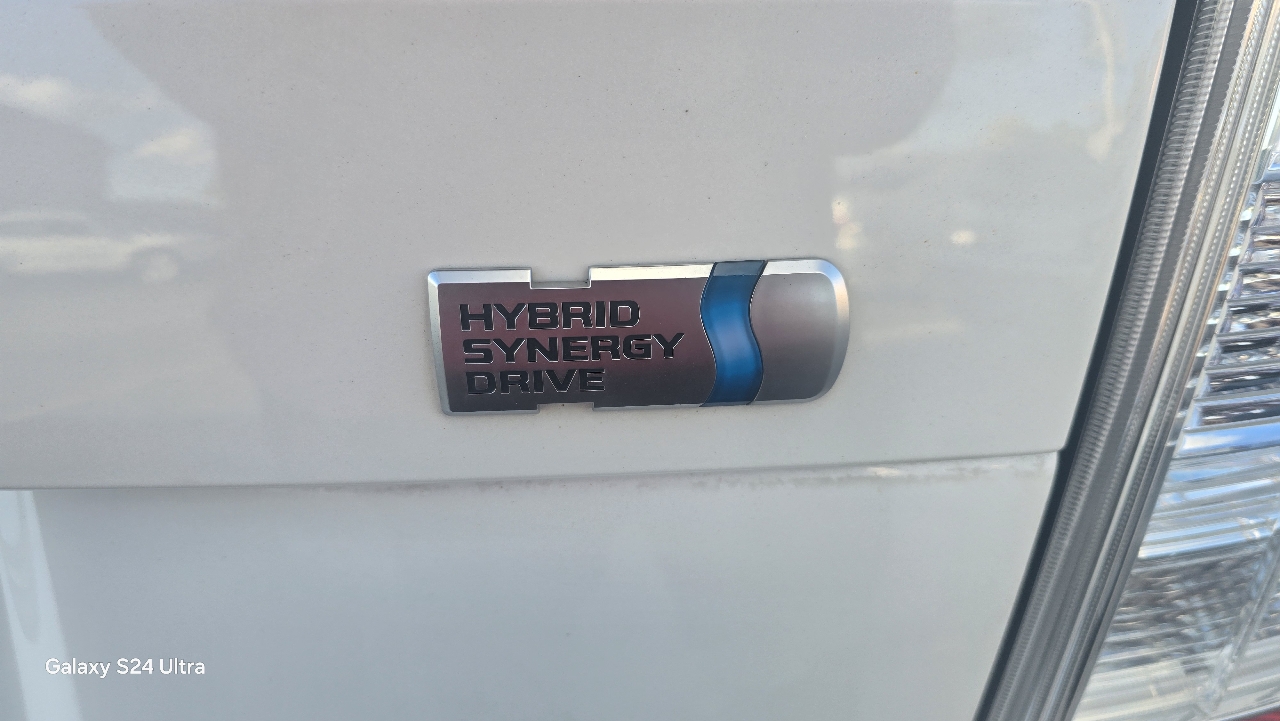 HYBRID
SYNERGY
DRIVE
Galaxy S24 Ultra